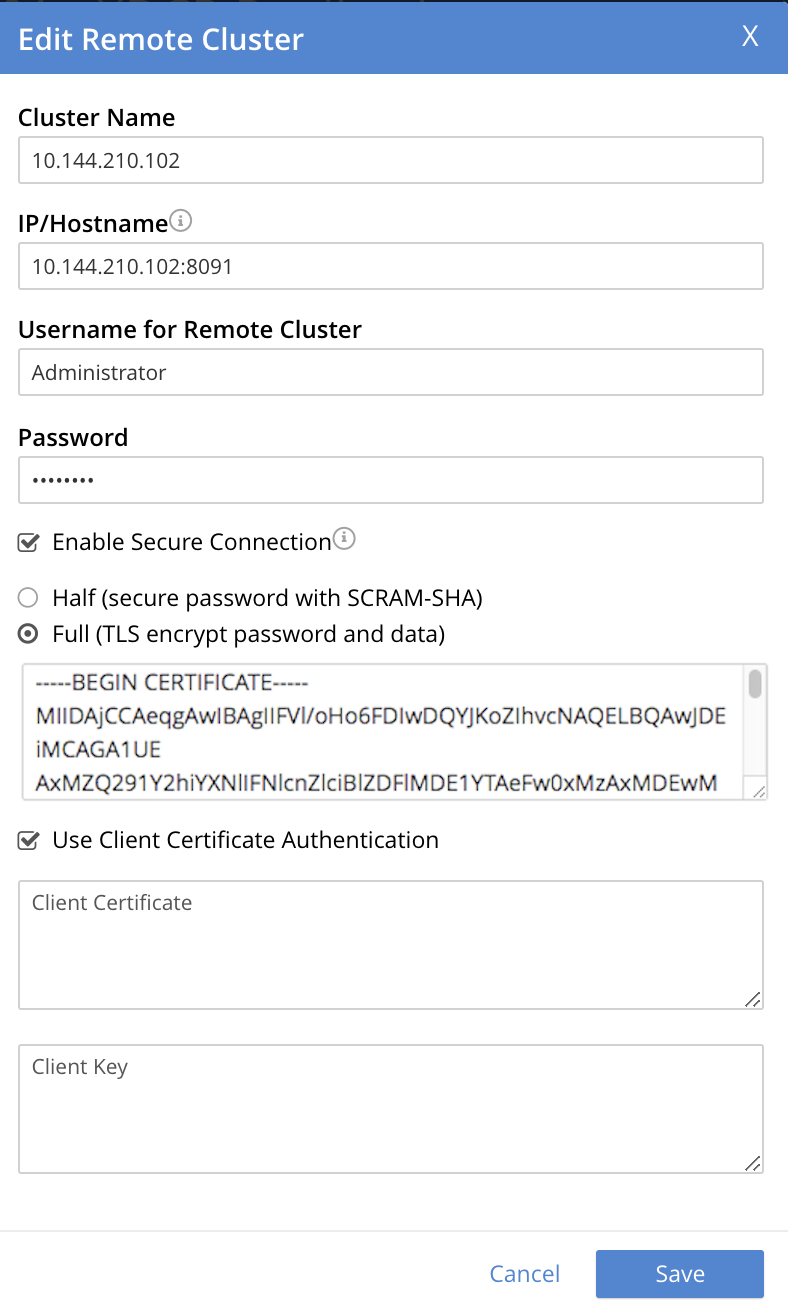 Edit Remote Cluster X
Cluster Name
10.144.210.102
IP/Hostname
10.144.210.102:8091
Username for Remote Cluster
Administrator
Password
••••••••
Enable Secure Connection
Half (secure password with SCRAM-SHA)
Full (TLS encrypt password and data)
-----BEGIN CERTIFICATE-----
MIIDAjCCAeqgAwIBAgIIFVl/oHo6FDIwDQYJKoZIhvcNAQELBQAwJDE
iMCAGA1UE
AxMZQ291Y2hiYXNlIFNlcnZlciBlZDFlMDE1YTAeFw0xMzAxMDEwM
Use Client Certificate Authentication
Client Certificate
Client Key
Cancel Save